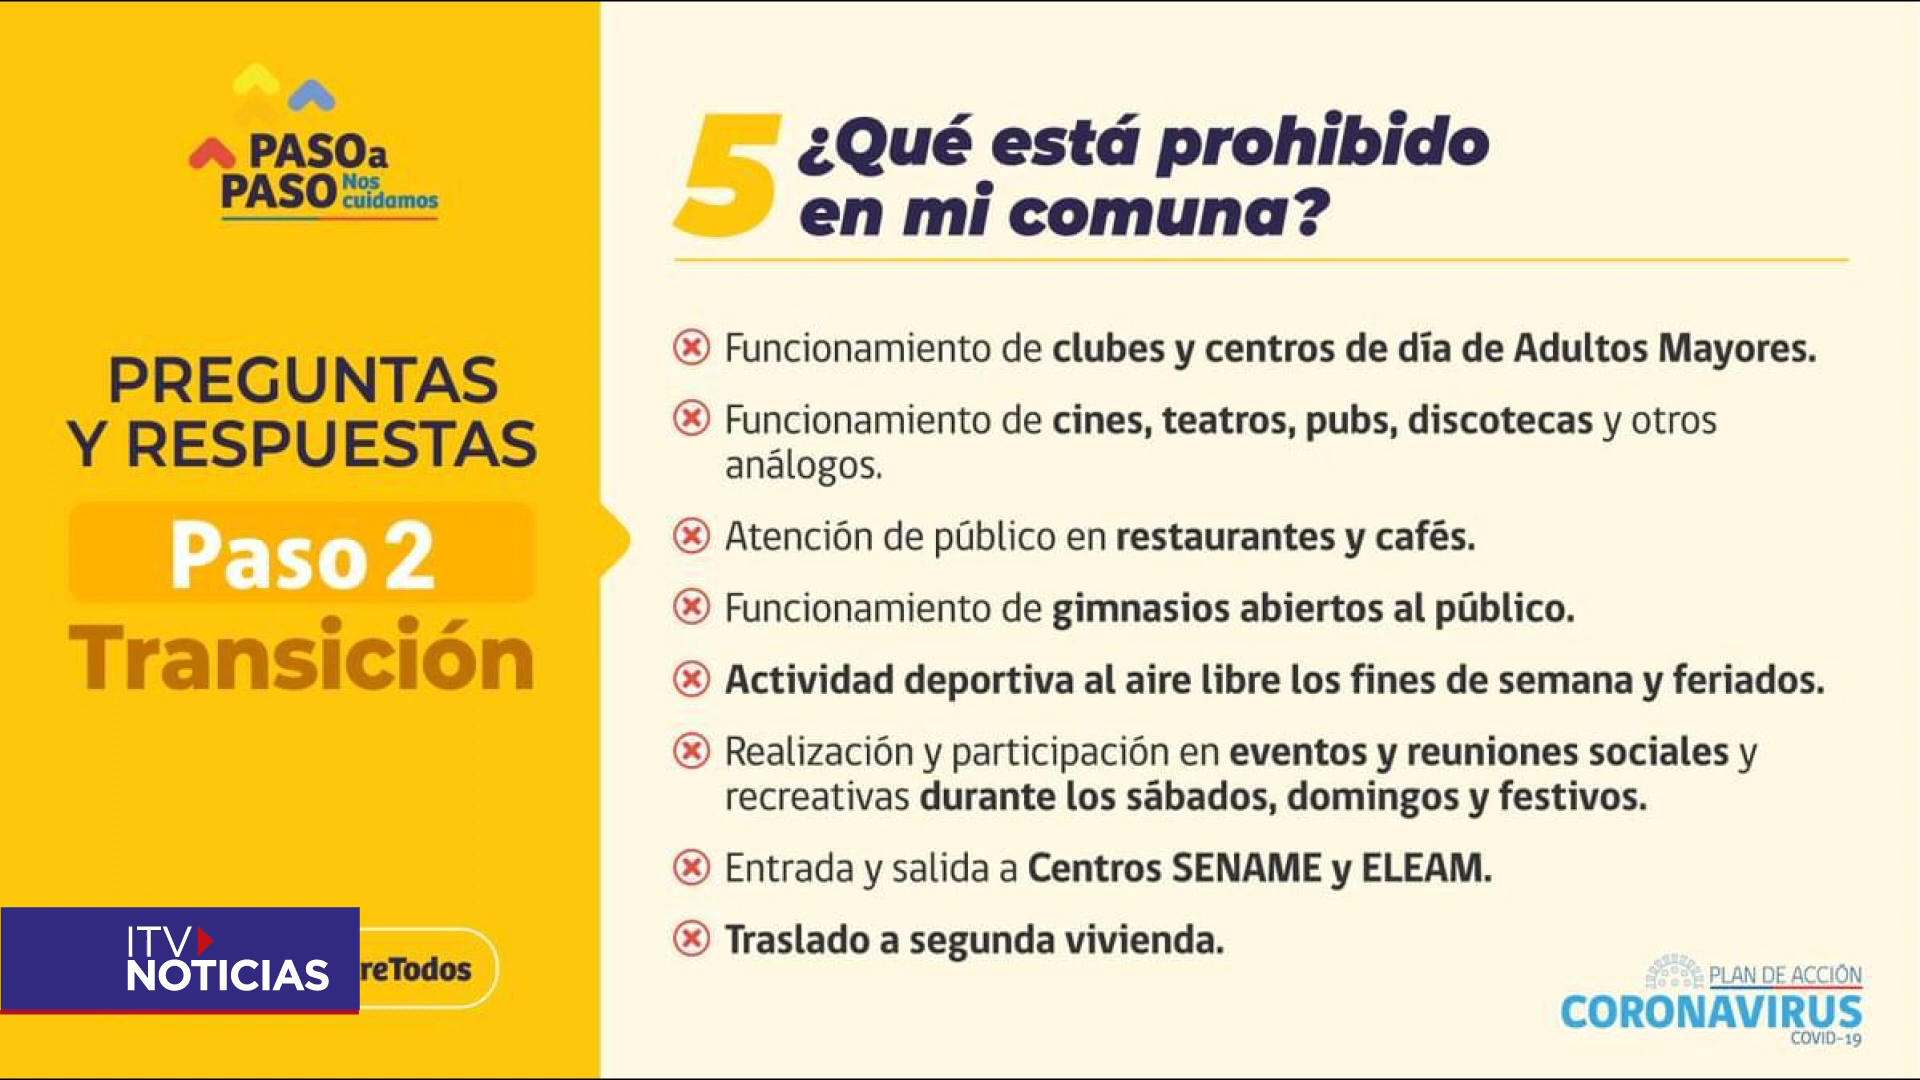 PASOa
PASO Nos
cuidamos
PREGUNTAS
Y RESPUESTAS
Paso 2
Transición
ITV
NOTICIAS
reTodos
5 ¿Qué está prohibido
en mi comuna?
Funcionamiento de clubes y centros de día de Adultos Mayores.
Funcionamiento de cines, teatros, pubs, discotecas y otros
análogos.
Atención de público en restaurantes y cafés.
Funcionamiento de gimnasios abiertos al público.
Actividad deportiva al aire libre los fines de semana y feriados.
Realización y participación en eventos y reuniones sociales y
recreativas durante los sábados, domingos y festivos.
Entrada y salida a Centros SENAME y ELEAM.
Traslado a segunda vivienda.
PLAN DE ACCIÓN
CORONAVIRUS
COVID-19